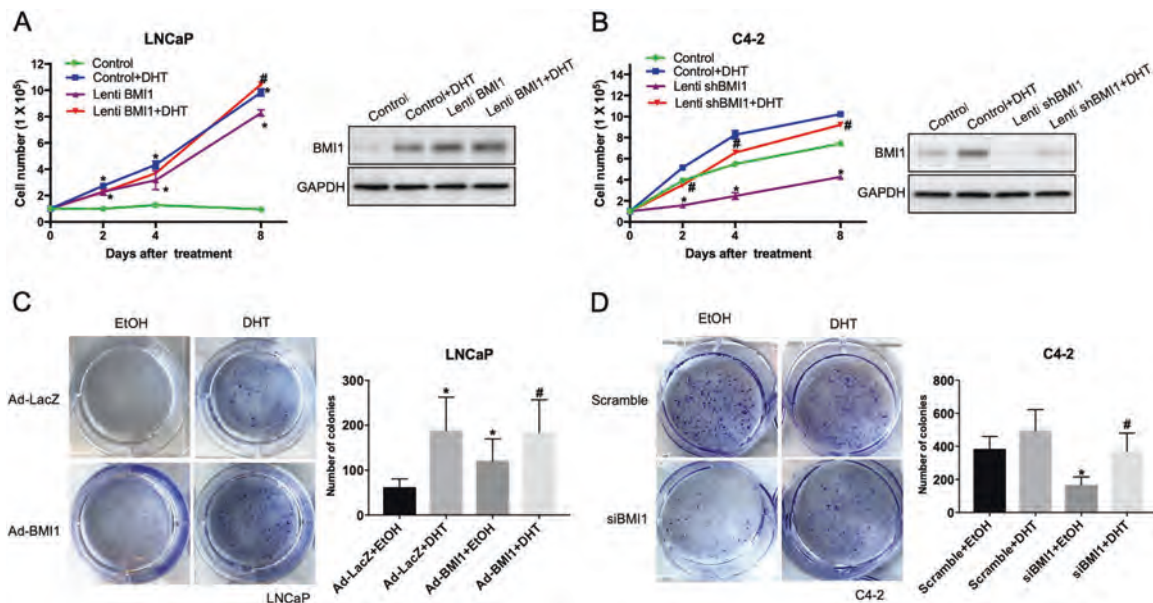 A
LNCaP
Control
Control+DHT
Lenti BMI1
Lenti BMI1+DHT
Cell number (1 X 10⁵)
12
10
8
6
4
2
0
0 2 4 6 8
Days after treatment
* * * * # * *
Control
Control+DHT
Lenti BMI1
Lenti BMI1+DHT
BMI1
GAPDH
B
C4-2
Control
Control+DHT
Lenti shBMI1
Lenti shBMI1+DHT
Cell number (1 X 10⁵)
14
12
10
8
6
4
2
0
0 2 4 6 8
Days after treatment
# * # * # *
Control
Control+DHT
Lenti shBMI1
Lenti shBMI1+DHT
BMI1
GAPDH
C
EtOH DHT
Ad-LacZ
Ad-BMI1
LNCaP
LNCaP
Number of colonies
300
200
100
0
* * #
Ad-LacZ+EtOH
Ad-LacZ+DHT
Ad-BMI1+EtOH
Ad-BMI1+DHT
D
EtOH DHT
Scramble
siBMI1
C4-2
C4-2
Number of colonies
800
600
400
200
0
* #
Scramble+EtOH
Scramble+DHT
siBMI1+EtOH
siBMI1+DHT